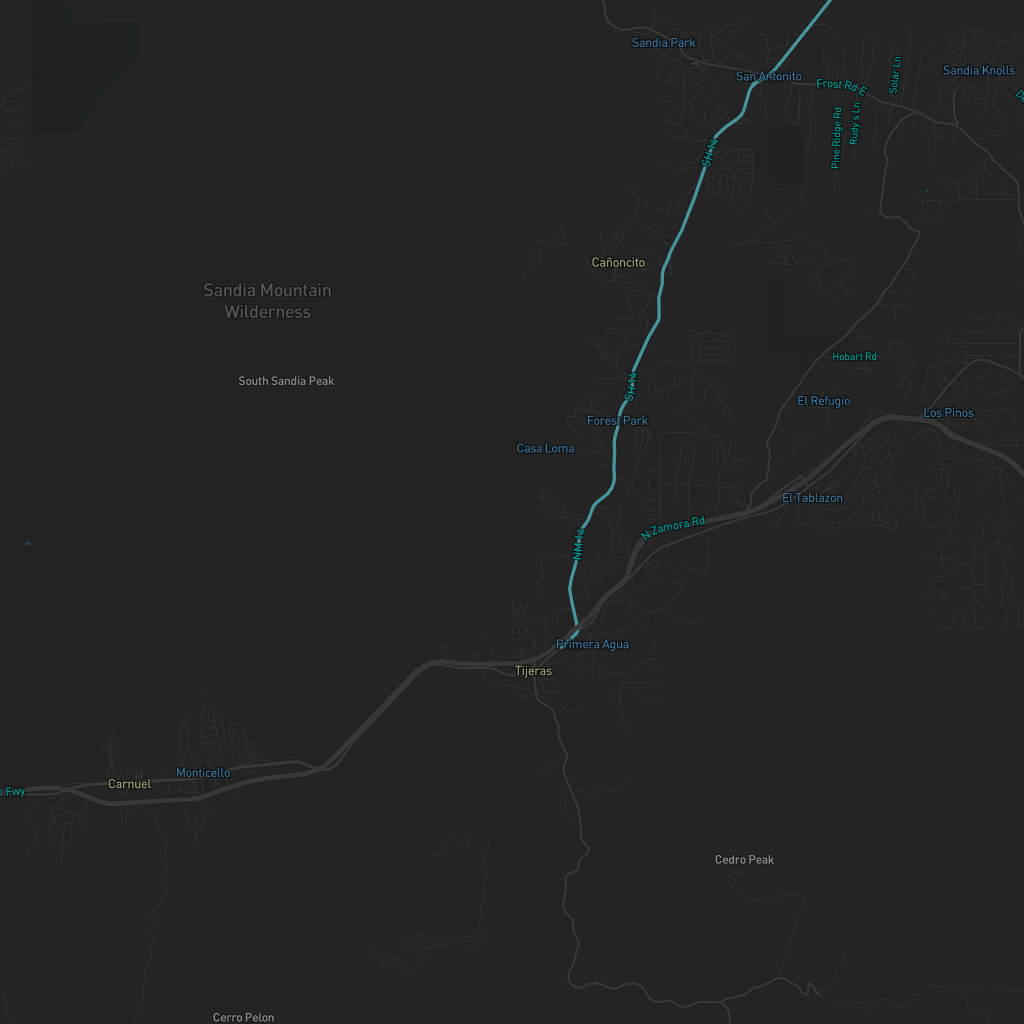 Sandia Park
San Antonito
Frost Rd E
Solar Ln
Sandia Knolls
Pine Ridge Rd
Rudy's Ln
SH 14
Cañoncito
Sandia Mountain
Wilderness
South Sandia Peak
Hobart Rd
SH 14
El Refugio
Los Pinos
Forest Park
Casa Loma
El Tablazon
N Zamora Rd
NM 14
Primera Agua
Tijeras
Monticello
Carnuel
Fwy
Cedro Peak
Cerro Pelon